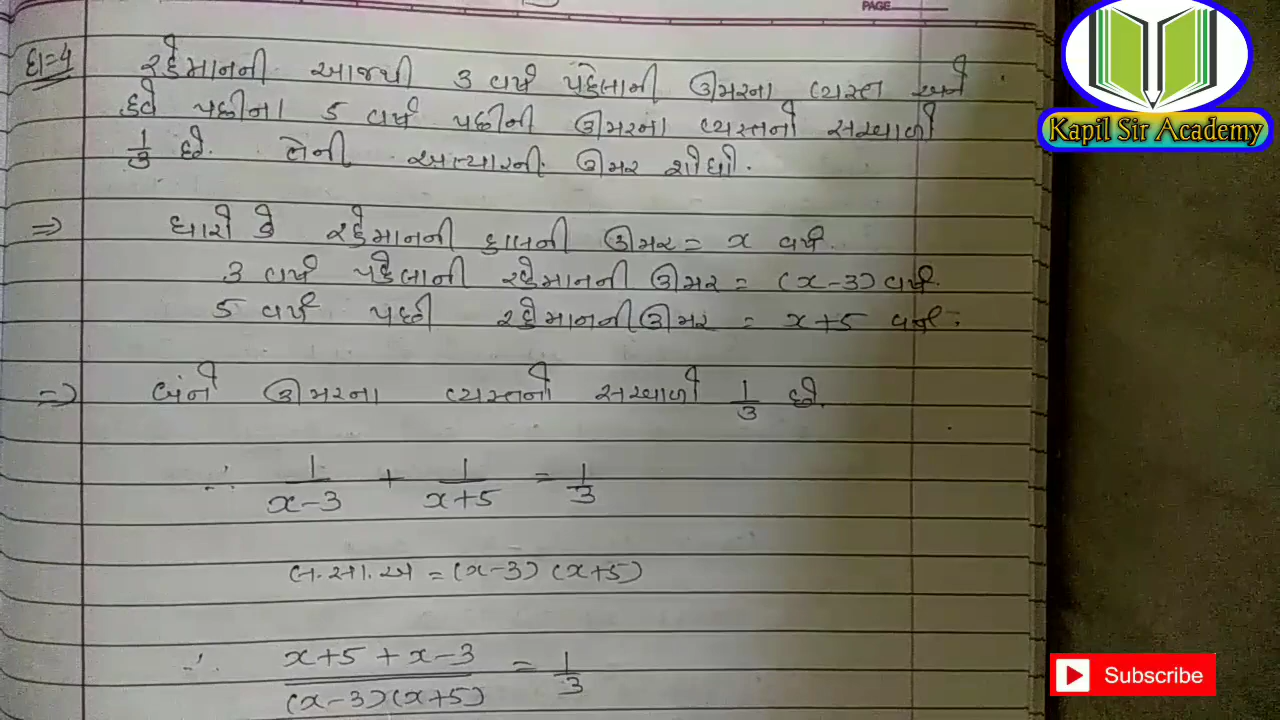 PAGE
દા=4 રહેમાનની આજથી 3 વર્ષ પહેલાની ઉંમરના વ્યસ્ત અને
હવે પછીના 5 વર્ષ પછીની ઉંમરના વ્યસ્તનો સરવાળો
1/3 છે. તેની અત્યારની ઉંમર શોધો.
⇒ ધારો કે રહેમાનની હાલની ઉંમર = x વર્ષ.
3 વર્ષ પહેલાની રહેમાનની ઉંમર = (x-3) વર્ષ.
5 વર્ષ પછી રહેમાનની ઉંમર = x+5 વર્ષ.
⇒ બંને ઉંમરના વ્યસ્તનો સરવાળો 1/3 છે.
∴ 1/(x-3) + 1/(x+5) = 1/3
લ.સા.અ = (x-3) (x+5)
∴ (x+5 + x-3)/((x-3)(x+5)) = 1/3
Kapil Sir Academy
Subscribe